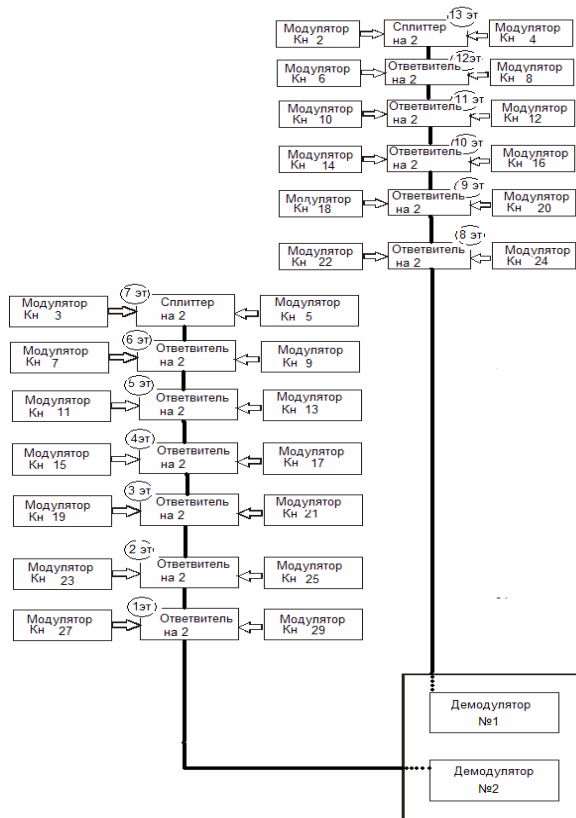 13 эт
Модулятор
Кн 2
Сплиттер
на 2
Модулятор
Кн 4
12эт
Модулятор
Кн 6
Ответвитель
на 2
Модулятор
Кн 8
11 эт
Модулятор
Кн 10
Ответвитель
на 2
Модулятор
Кн 12
10 эт
Модулятор
Кн 14
Ответвитель
на 2
Модулятор
Кн 16
9 эт
Модулятор
Кн 18
Ответвитель
на 2
Модулятор
Кн 20
8 эт
Модулятор
Кн 22
Ответвитель
на 2
Модулятор
Кн 24
7 эт
Модулятор
Кн 3
Сплиттер
на 2
Модулятор
Кн 5
6 эт
Модулятор
Кн 7
Ответвитель
на 2
Модулятор
Кн 9
5 эт
Модулятор
Кн 11
Ответвитель
на 2
Модулятор
Кн 13
4эт
Модулятор
Кн 15
Ответвитель
на 2
Модулятор
Кн 17
3 эт
Модулятор
Кн 19
Ответвитель
на 2
Модулятор
Кн 21
2 эт
Модулятор
Кн 23
Ответвитель
на 2
Модулятор
Кн 25
1эт
Модулятор
Кн 27
Ответвитель
на 2
Модулятор
Кн 29
Демодулятор
№1
Демодулятор
№2